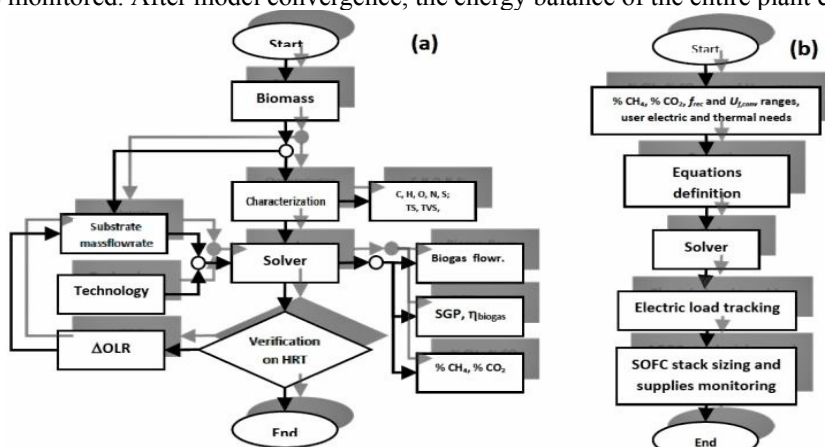 monitored. After model convergence, the energy balance of the entire plant
(a)
Start
Biomass
Characterization
C, H, O, N, S;
TS, TVS,
Substrate
massflowrate
Technology
Solver
Biogas flowr.
SGP, ηbiogas
% CH4, % CO2
ΔOLR
Verification
on HRT
End
(b)
Start
% CH4, % CO2, frec and Uf,conv ranges,
user electric and thermal needs
Equations
definition
Solver
Electric load tracking
SOFC stack sizing and
supplies monitoring
End